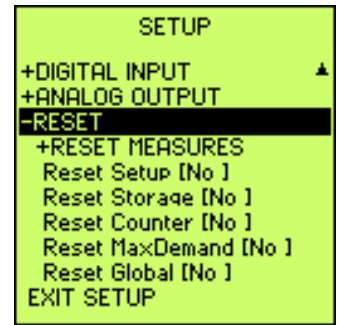 SETUP
+DIGITAL INPUT
+ANALOG OUTPUT
-RESET
+RESET MEASURES
Reset Setup [No ]
Reset Storage [No ]
Reset Counter [No ]
Reset MaxDemand [No ]
Reset Global [No ]
EXIT SETUP